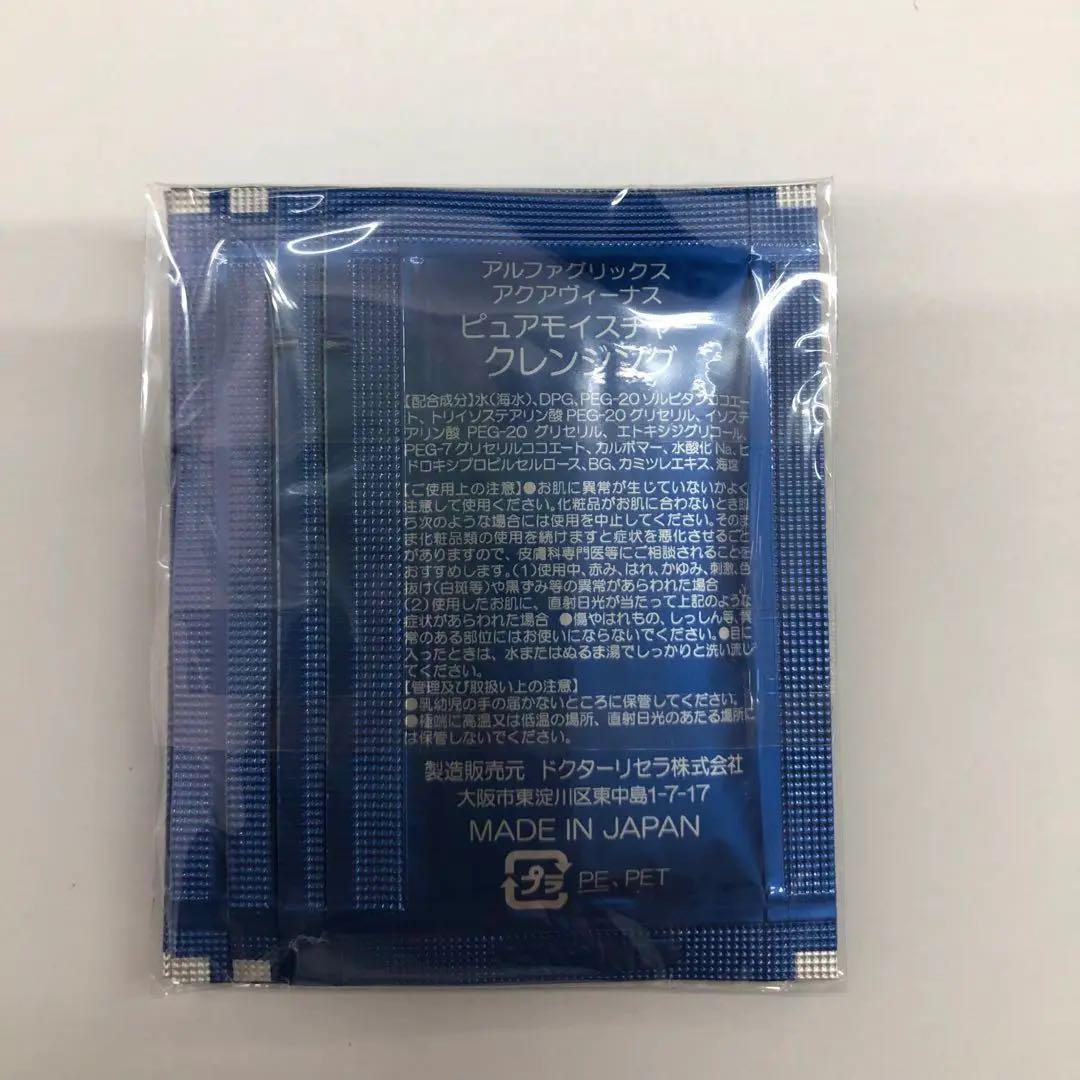 アルファグリックス
アクアヴィーナス
ピュアモイスチャー
クレンジング
【配合成分】水(海水)、DPG、PEG-20ソルビタンココエー
ト、トリイソステアリン酸PEG-20グリセリル、イソステ
アリン酸 PEG-20 グリセリル、エトキシジグリコール、
PEG-7グリセリルココエート、カルボマー、水酸化Na、ヒ
ドロキシプロピルセルロース、BG、カミツレエキス、海塩
【ご使用上の注意】●お肌に異常が生じていないかよく
注意して使用ください。化粧品がお肌に合わないとき即
ち次のような場合には使用を中止してください。そのま
ま化粧品類の使用を続けますと症状を悪化させること
がありますので、皮膚科専門医等にご相談されることを
おすすめします。(1)使用中、赤み、はれ、かゆみ、刺激、色
抜け(白斑等)や黒ずみ等の異常があらわれた場合
(2)使用したお肌に、直射日光が当たって上記のような
症状があらわれた場合 ●傷やはれもの、しっしん等、異
常のある部位にはお使いにならないでください。●目に
入ったときは、水またはぬるま湯でしっかりと洗い流し
てください。
【管理及び取扱い上の注意】
●乳幼児の手の届かないところに保管してください。
●極端に高温又は低温の場所、直射日光のあたる場所に
は保管しないでください。
製造販売元 ドクターリセラ株式会社
大阪市東淀川区東中島1-7-17
MADE IN JAPAN
プラ PE、PET